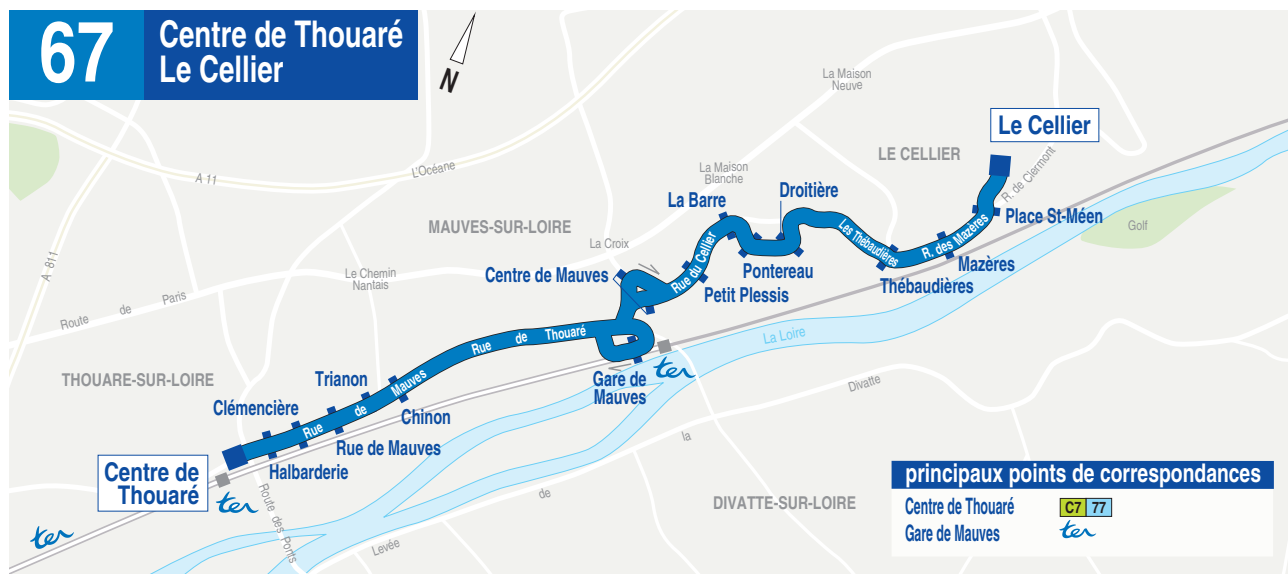 67
Centre de Thouaré
Le Cellier
N
La Maison
Neuve
Le Cellier
LE CELLIER
R. de Clermont
A 11
L'Océane
La Maison
Blanche
Droitière
La Barre
MAUVES-SUR-LOIRE
Place St-Méen
Golf
La Croix
Rue du Cellier
Les Thébaudières
R. des Mazères
A 811
Le Chemin
Nantais
Centre de Mauves
Pontereau
Mazères
Thébaudières
Petit Plessis
Route de Paris
Rue de Thouaré
La Loire
THOUARE-SUR-LOIRE
Trianon
Rue de Mauves
Gare de
Mauves
ter
Divatte
Clémencière
Chinon
Rue de Mauves
Halbarderie
Centre de
Thouaré
ter
ter
Route des Ponts
Levée de la
DIVATTE-SUR-LOIRE
principaux points de correspondances
Centre de Thouaré C7 77
Gare de Mauves ter